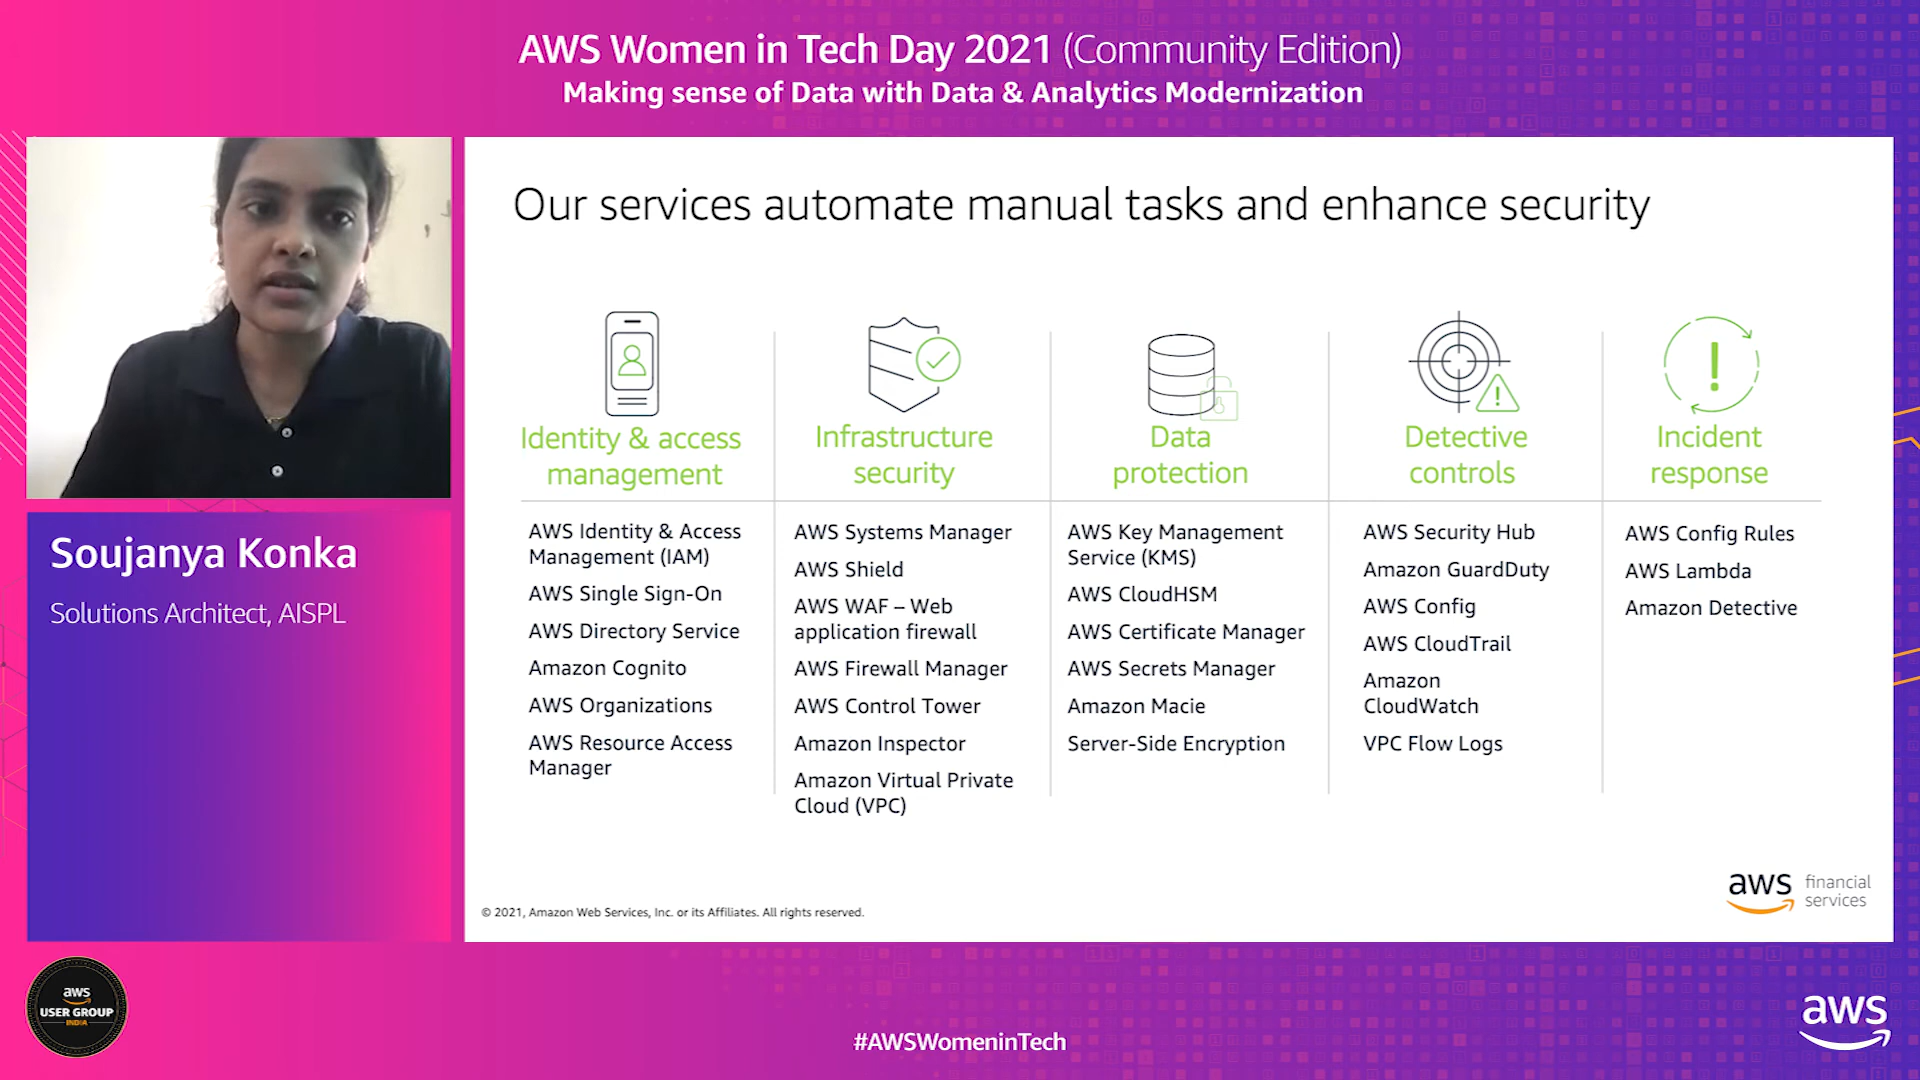 AWS Women in Tech Day 2021 (Community Edition)
Making sense of Data with Data & Analytics Modernization
Soujanya Konka
Solutions Architect, AISPL
Our services automate manual tasks and enhance security
Identity & access
management
AWS Identity & Access
Management (IAM)
AWS Single Sign-On
AWS Directory Service
Amazon Cognito
AWS Organizations
AWS Resource Access
Manager
Infrastructure
security
AWS Systems Manager
AWS Shield
AWS WAF – Web
application firewall
AWS Firewall Manager
AWS Control Tower
Amazon Inspector
Amazon Virtual Private
Cloud (VPC)
Data
protection
AWS Key Management
Service (KMS)
AWS CloudHSM
AWS Certificate Manager
AWS Secrets Manager
Amazon Macie
Server-Side Encryption
Detective
controls
AWS Security Hub
Amazon GuardDuty
AWS Config
AWS CloudTrail
Amazon
CloudWatch
VPC Flow Logs
Incident
response
AWS Config Rules
AWS Lambda
Amazon Detective
© 2021, Amazon Web Services, Inc. or its Affiliates. All rights reserved.
aws financial
services
aws
USER GROUP
INDIA
#AWSWomeninTech
aws